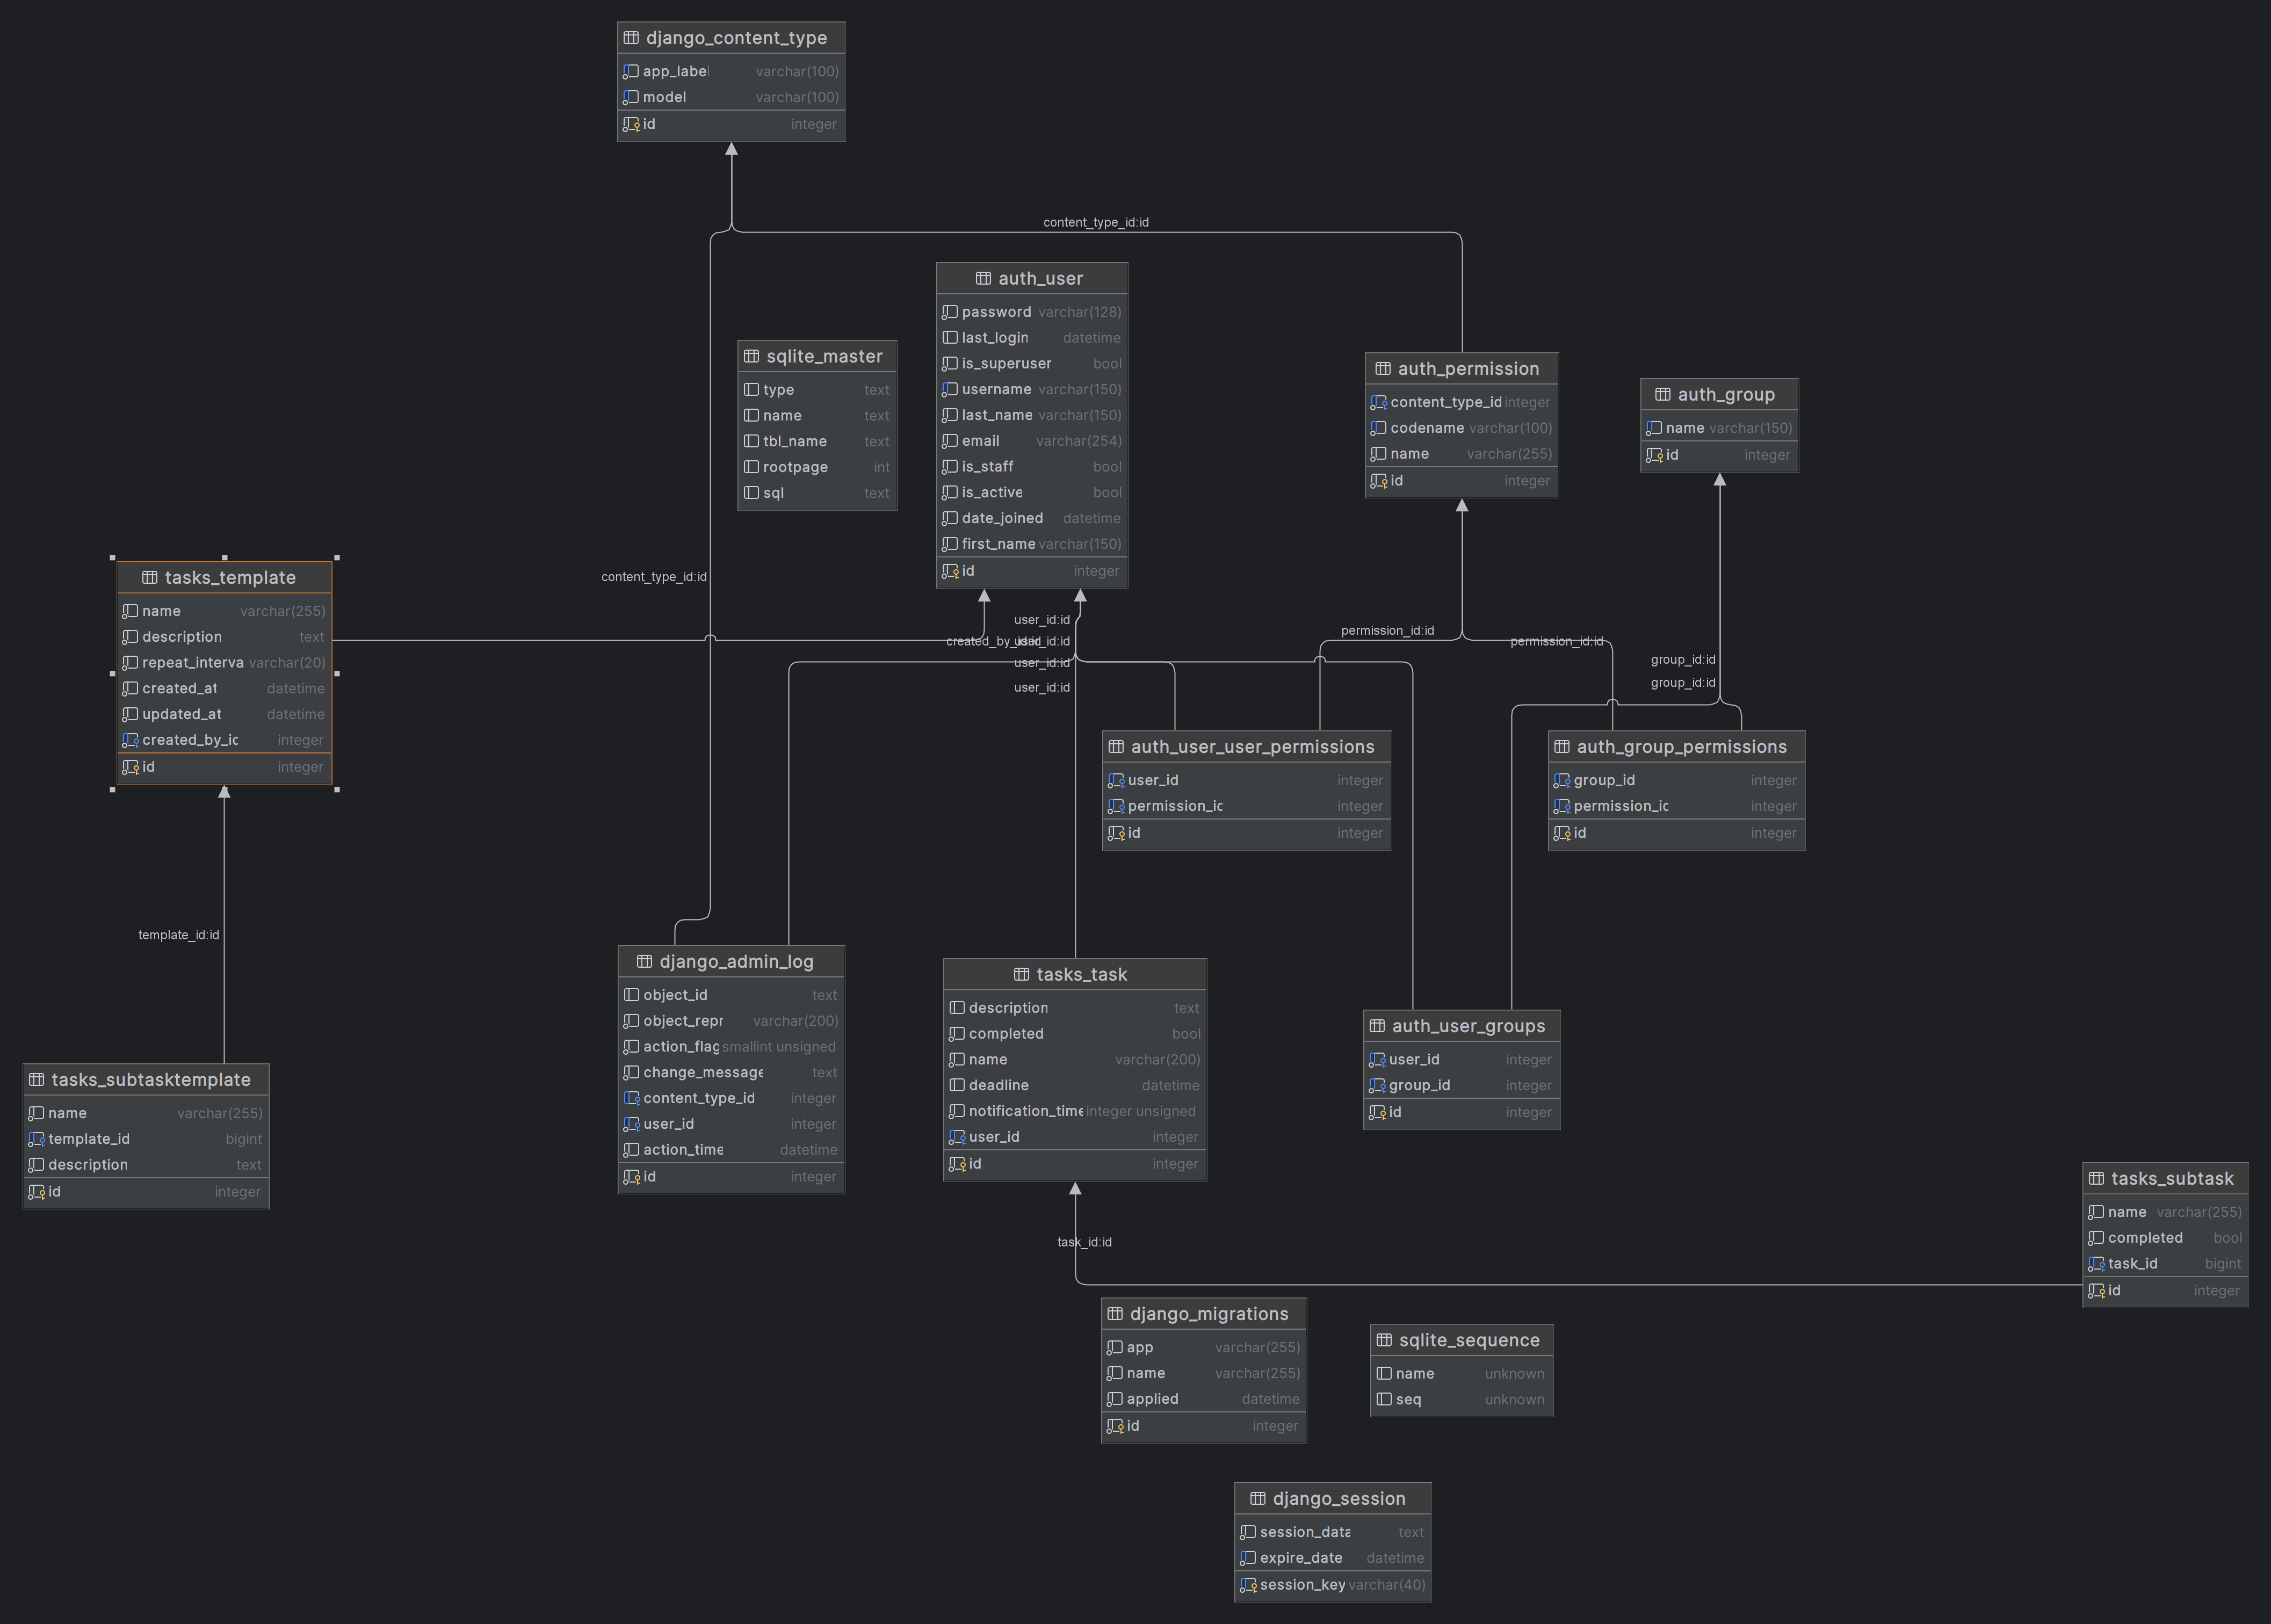 django_content_type
app_label varchar(100)
model varchar(100)
id integer
content_type_id:id
auth_user
password varchar(128)
last_login datetime
is_superuser bool
username varchar(150)
last_name varchar(150)
email varchar(254)
is_staff bool
is_active bool
date_joined datetime
first_name varchar(150)
id integer
sqlite_master
type text
name text
tbl_name text
rootpage int
sql text
auth_permission
content_type_id integer
codename varchar(100)
name varchar(255)
id integer
auth_group
name varchar(150)
id integer
tasks_template
name varchar(255)
description text
repeat_interva varchar(20)
created_at datetime
updated_at datetime
created_by_id integer
id integer
content_type_id:id
user_id:id
created_by_id:id
user_id:id
user_id:id
user_id:id
permission_id:id
permission_id:id
group_id:id
group_id:id
auth_user_user_permissions
user_id integer
permission_id integer
id integer
auth_group_permissions
group_id integer
permission_id integer
id integer
template_id:id
django_admin_log
object_id text
object_repr varchar(200)
action_flag smallint unsigned
change_message text
content_type_id integer
user_id integer
action_time datetime
id integer
tasks_task
description text
completed bool
name varchar(200)
deadline datetime
notification_time integer unsigned
user_id integer
id integer
auth_user_groups
user_id integer
group_id integer
id integer
tasks_subtasktemplate
name varchar(255)
template_id bigint
description text
id integer
tasks_subtask
name varchar(255)
completed bool
task_id bigint
id integer
task_id:id
django_migrations
app varchar(255)
name varchar(255)
applied datetime
id integer
sqlite_sequence
name unknown
seq unknown
django_session
session_data text
expire_date datetime
session_key varchar(40)